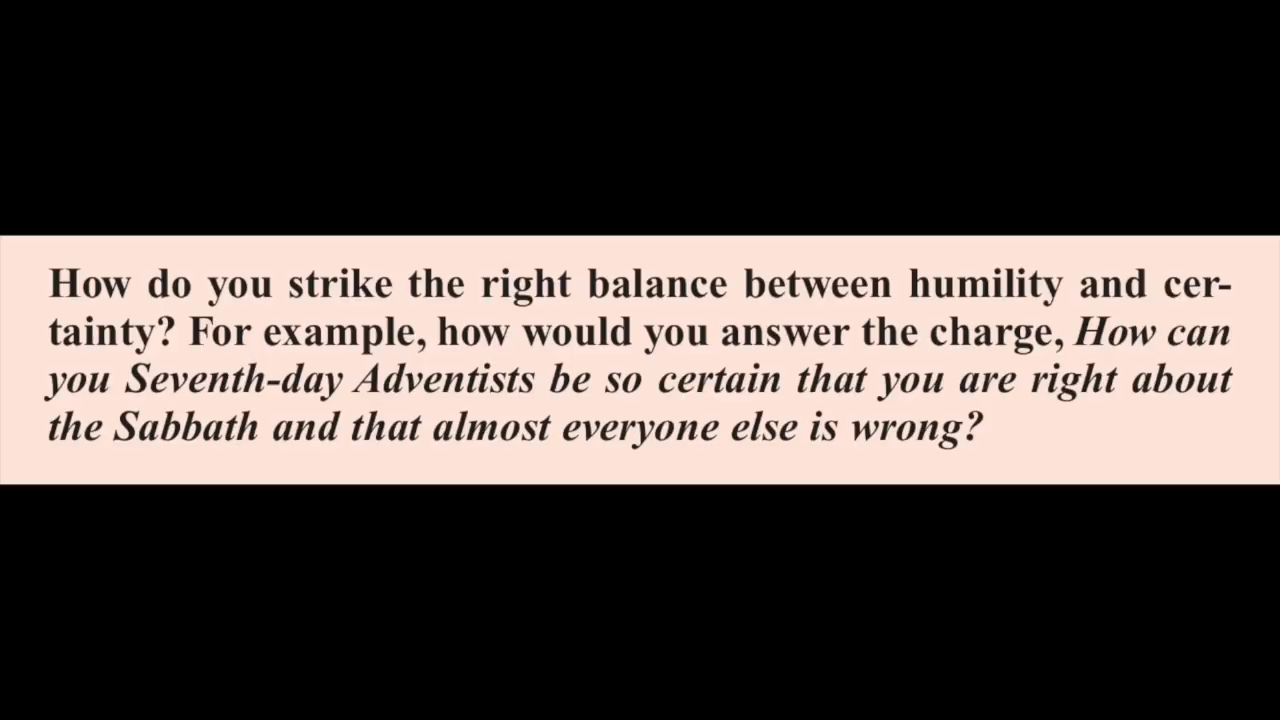 How do you strike the right balance between humility and cer-
tainty? For example, how would you answer the charge, How can
you Seventh-day Adventists be so certain that you are right about
the Sabbath and that almost everyone else is wrong?